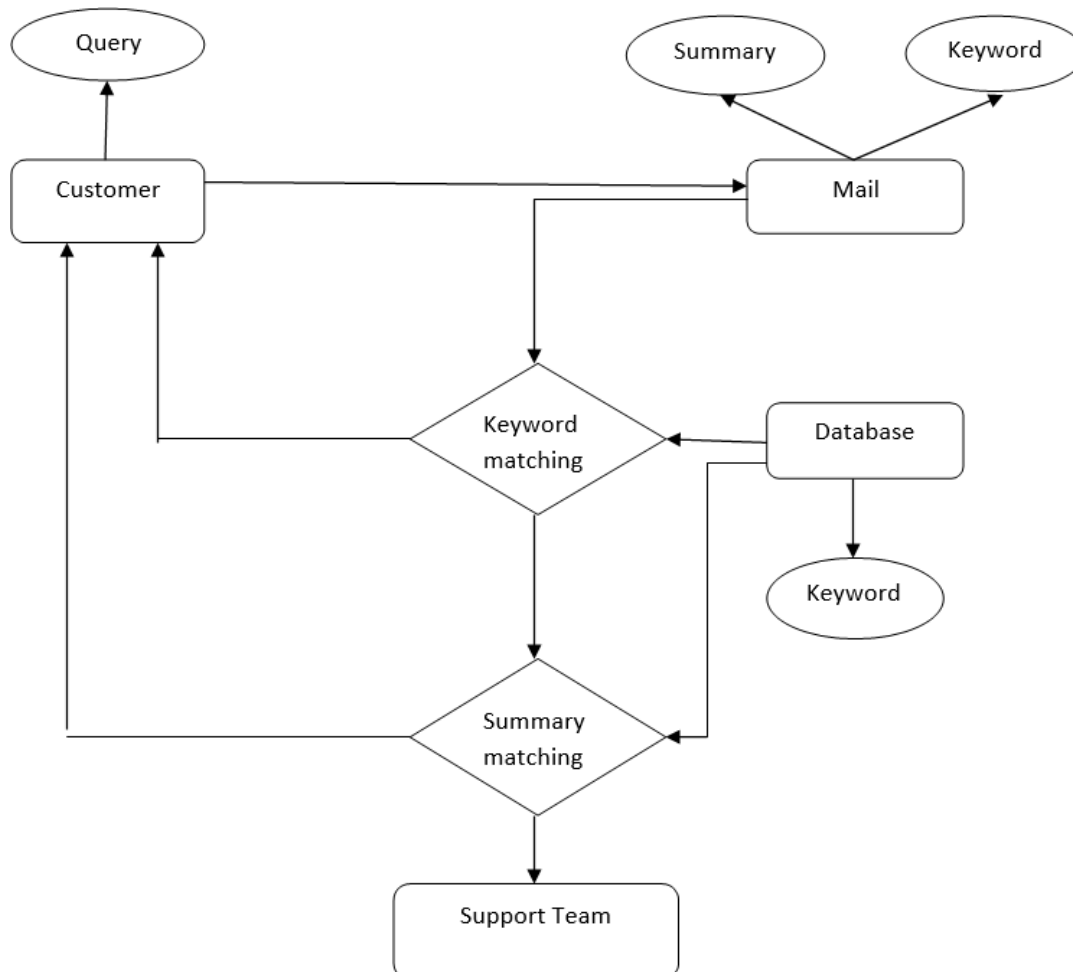 Query
Summary
Keyword
Customer
Mail
Keyword
matching
Database
Keyword
Summary
matching
Support Team